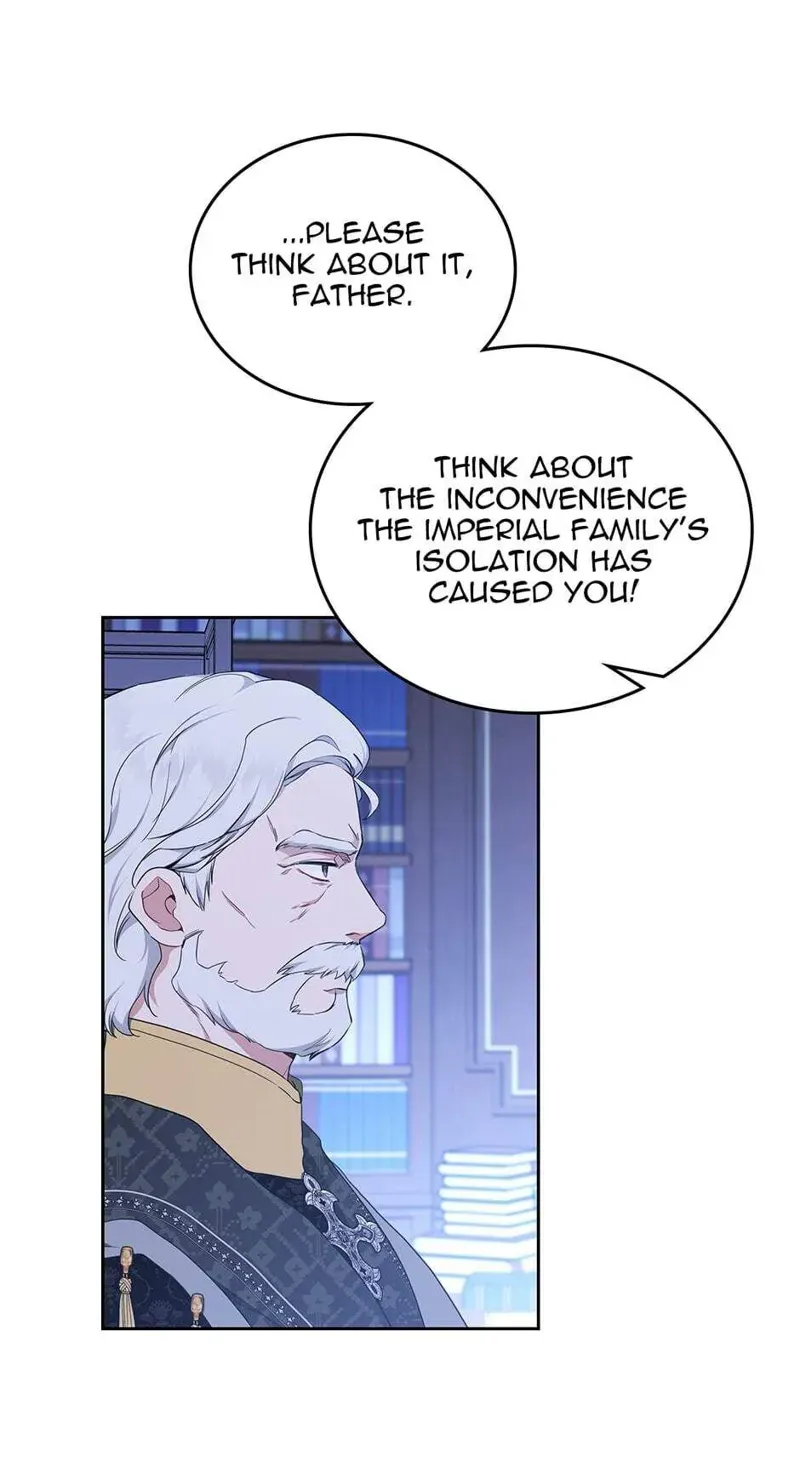 ...PLEASE
THINK ABOUT IT,
FATHER.
THINK ABOUT
THE INCONVENIENCE
THE IMPERIAL FAMILY'S
ISOLATION HAS
CAUSED YOU!